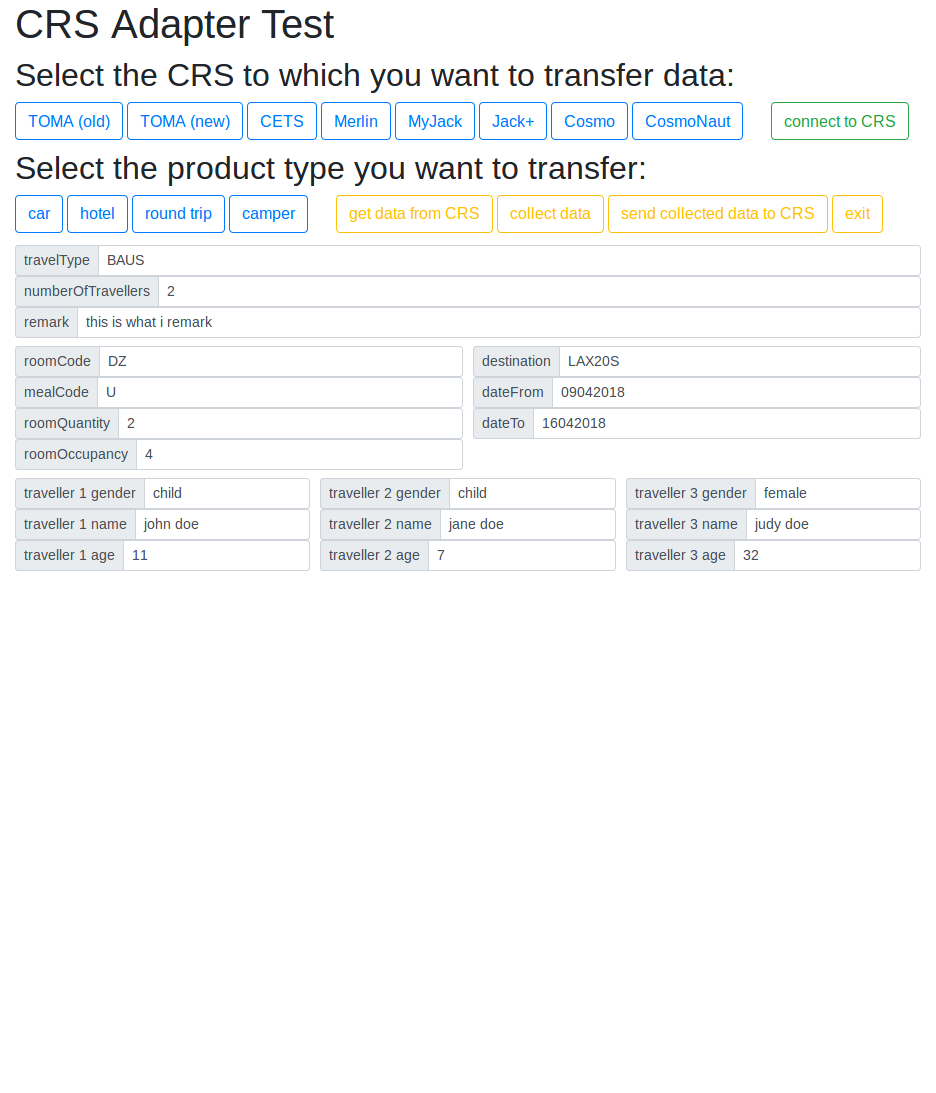 CRS Adapter Test
Select the CRS to which you want to transfer data:
TOMA (old) TOMA (new) CETS Merlin MyJack Jack+ Cosmo CosmoNaut connect to CRS
Select the product type you want to transfer:
car hotel round trip camper get data from CRS collect data send collected data to CRS exit
travelType BAUS
numberOfTravellers 2
remark this is what i remark
roomCode DZ destination LAX20S
mealCode U dateFrom 09042018
roomQuantity 2 dateTo 16042018
roomOccupancy 4
traveller 1 gender child traveller 2 gender child traveller 3 gender female
traveller 1 name john doe traveller 2 name jane doe traveller 3 name judy doe
traveller 1 age 11 traveller 2 age 7 traveller 3 age 32